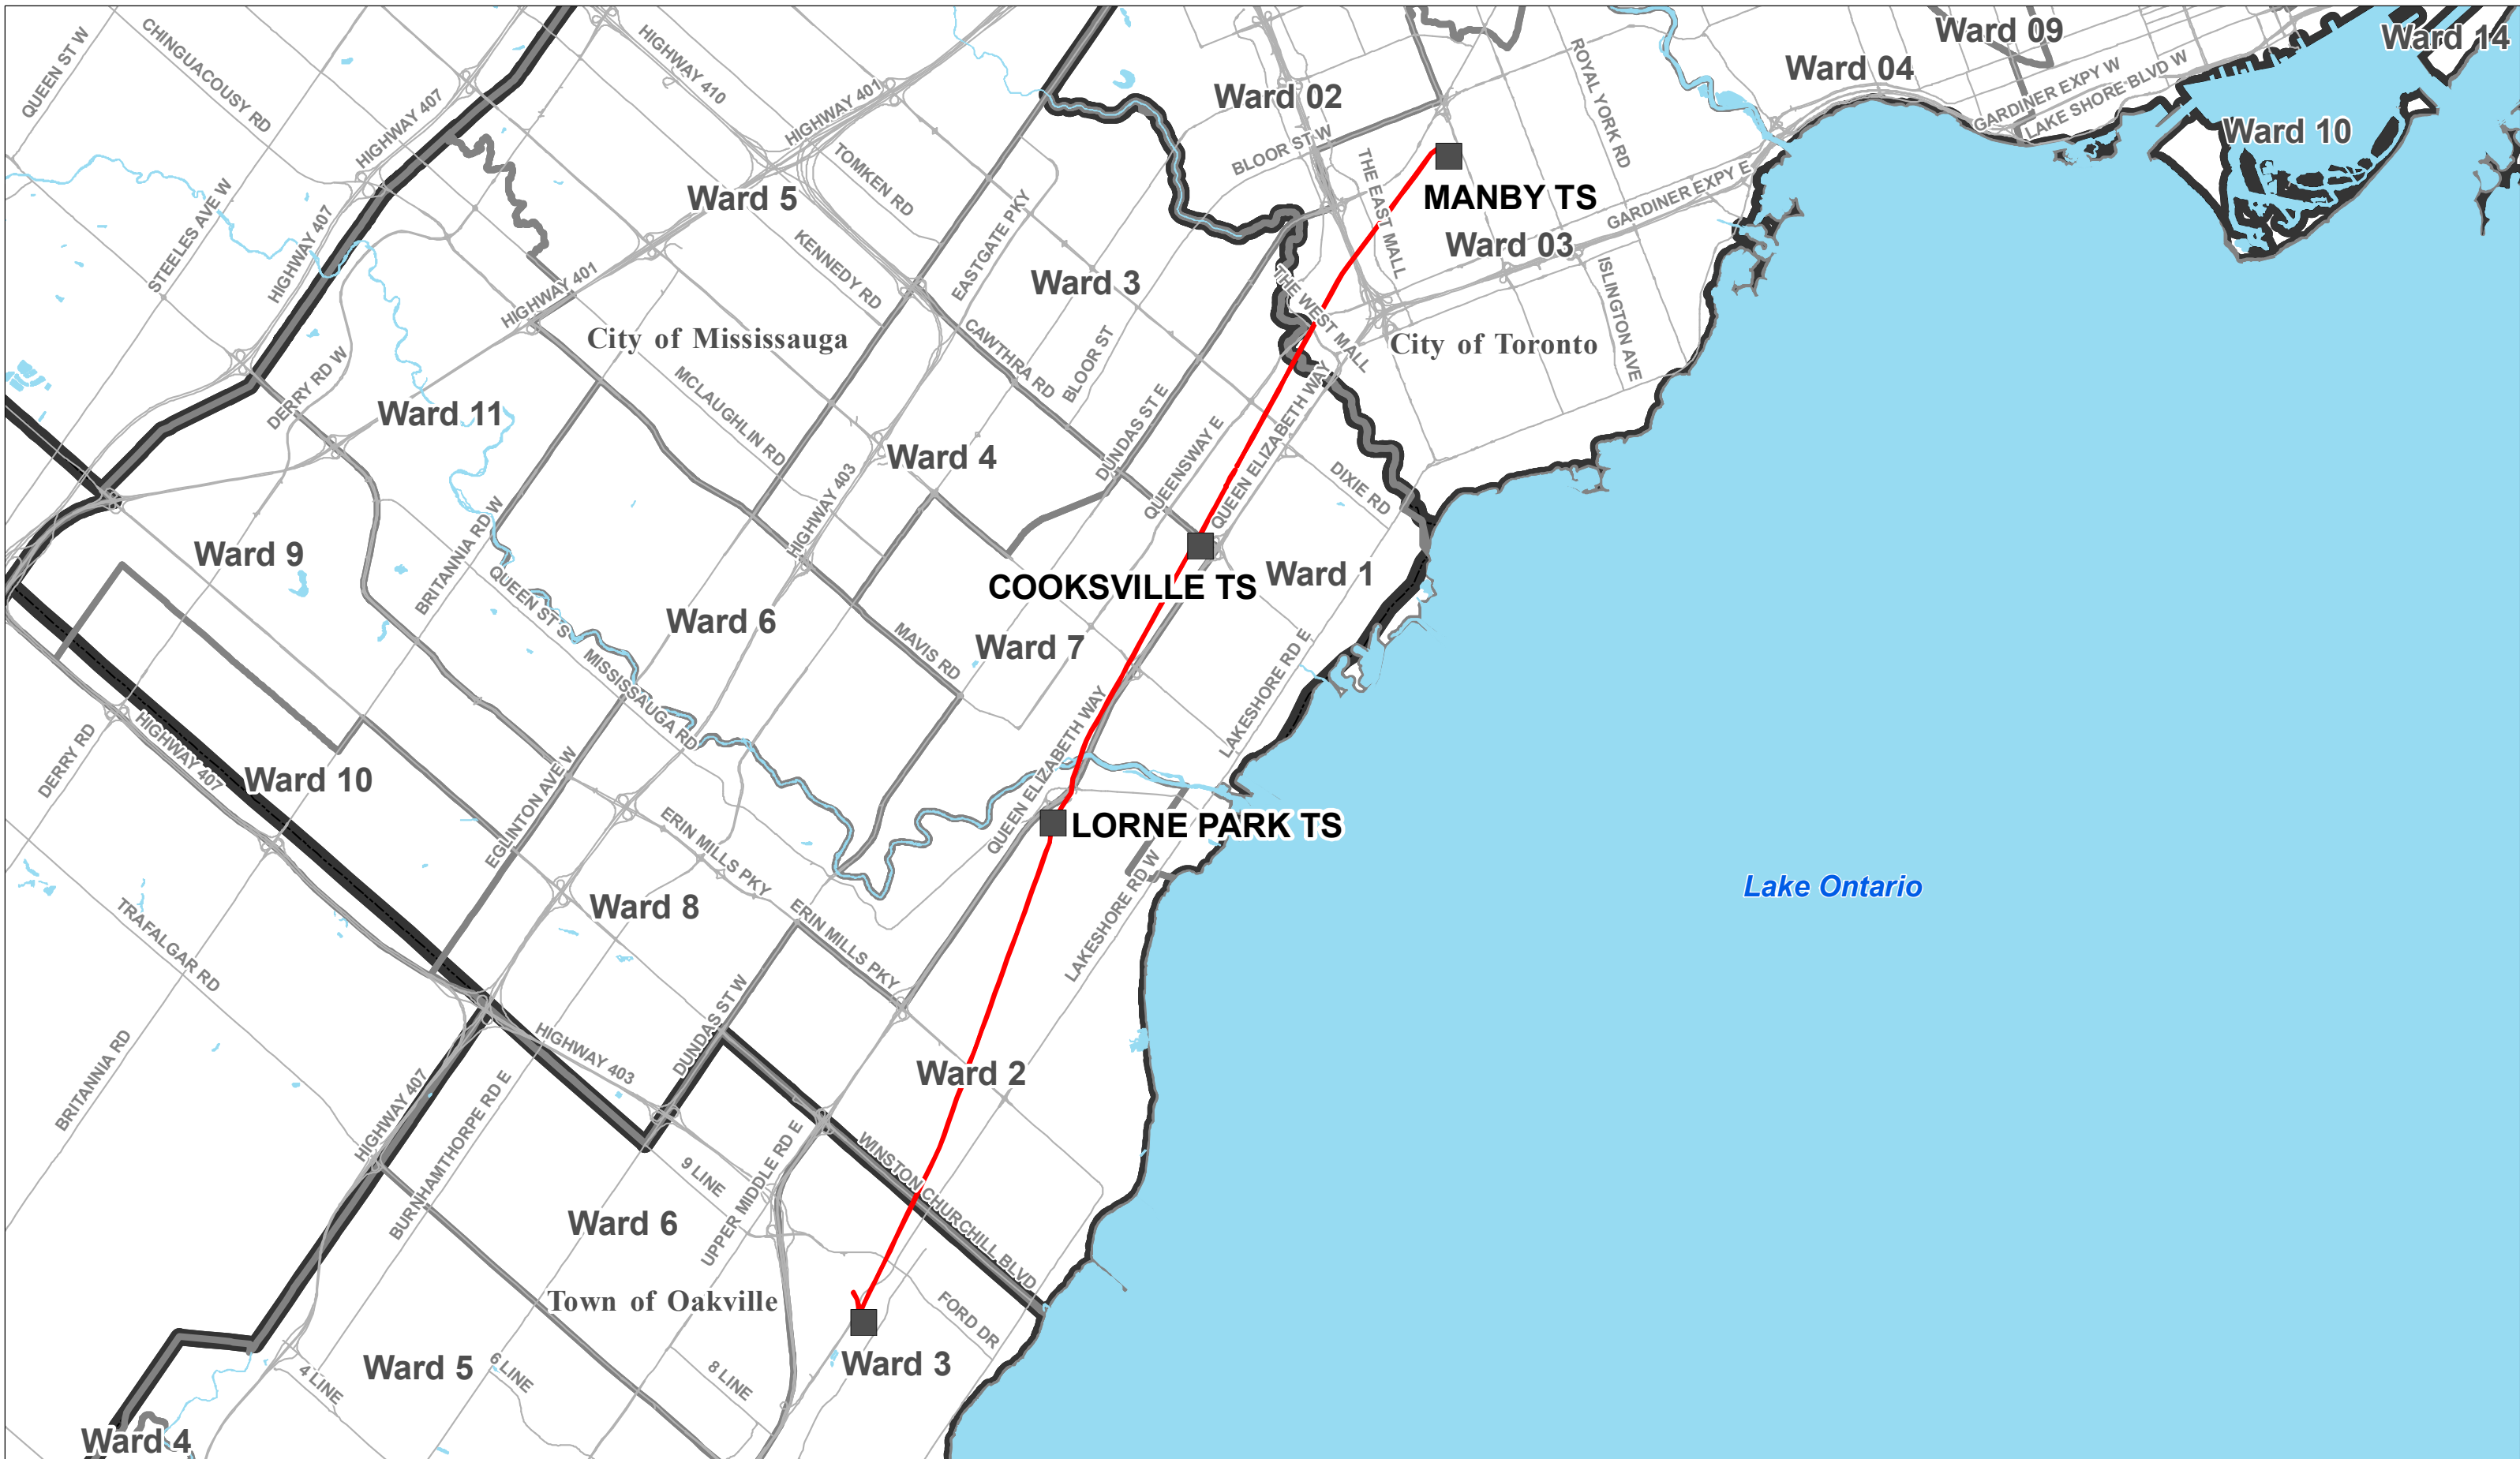 QUEEN ST W
CHINGUACOUSY RD
HIGHWAY 407
HIGHWAY 410
HIGHWAY 401
TOMKEN RD
Ward 02
BLOOR ST W
ROYAL YORK RD
Ward 04
Ward 09
GARDINER EXPY W
LAKE SHORE BLVD W
Ward 14
Ward 10
STEELES AVE W
HIGHWAY 407
Ward 5
KENNEDY RD
EASTGATE PKY
Ward 3
THE EAST MALL
MANBY TS
Ward 03
GARDINER EXPY E
ISLINGTON AVE
HIGHWAY 401
City of Mississauga
CAWTHRA RD
BLOOR ST
THE WEST MALL
City of Toronto
DERRY RD W
Ward 11
MCLAUGHLIN RD
HIGHWAY 403
Ward 4
DUNDAS ST E
QUEENSWAY E
QUEEN ELIZABETH WAY
DIXIE RD
Ward 9
BRITANNIA RD W
QUEEN ST S
MISSISSAUGA RD
Ward 6
MAVIS RD
Ward 7
COOKSVILLE TS
Ward 1
LAKESHORE RD E
DERRY RD
HIGHWAY 407
Ward 10
EGLINTON AVE W
QUEEN ELIZABETH WAY
LORNE PARK TS
ERIN MILLS PKY
Ward 8
ERIN MILLS PKY
LAKESHORE RD W
Lake Ontario
TRAFALGAR RD
BRITANNIA RD
HIGHWAY 407
HIGHWAY 403
DUNDAS ST W
Ward 2
BURNHAMTHORPE RD E
9 LINE
UPPER MIDDLE RD E
WINSTON CHURCHILL BLVD
Ward 6
Town of Oakville
FORD DR
Ward 3
Ward 5
4 LINE
6 LINE
8 LINE
Ward 4